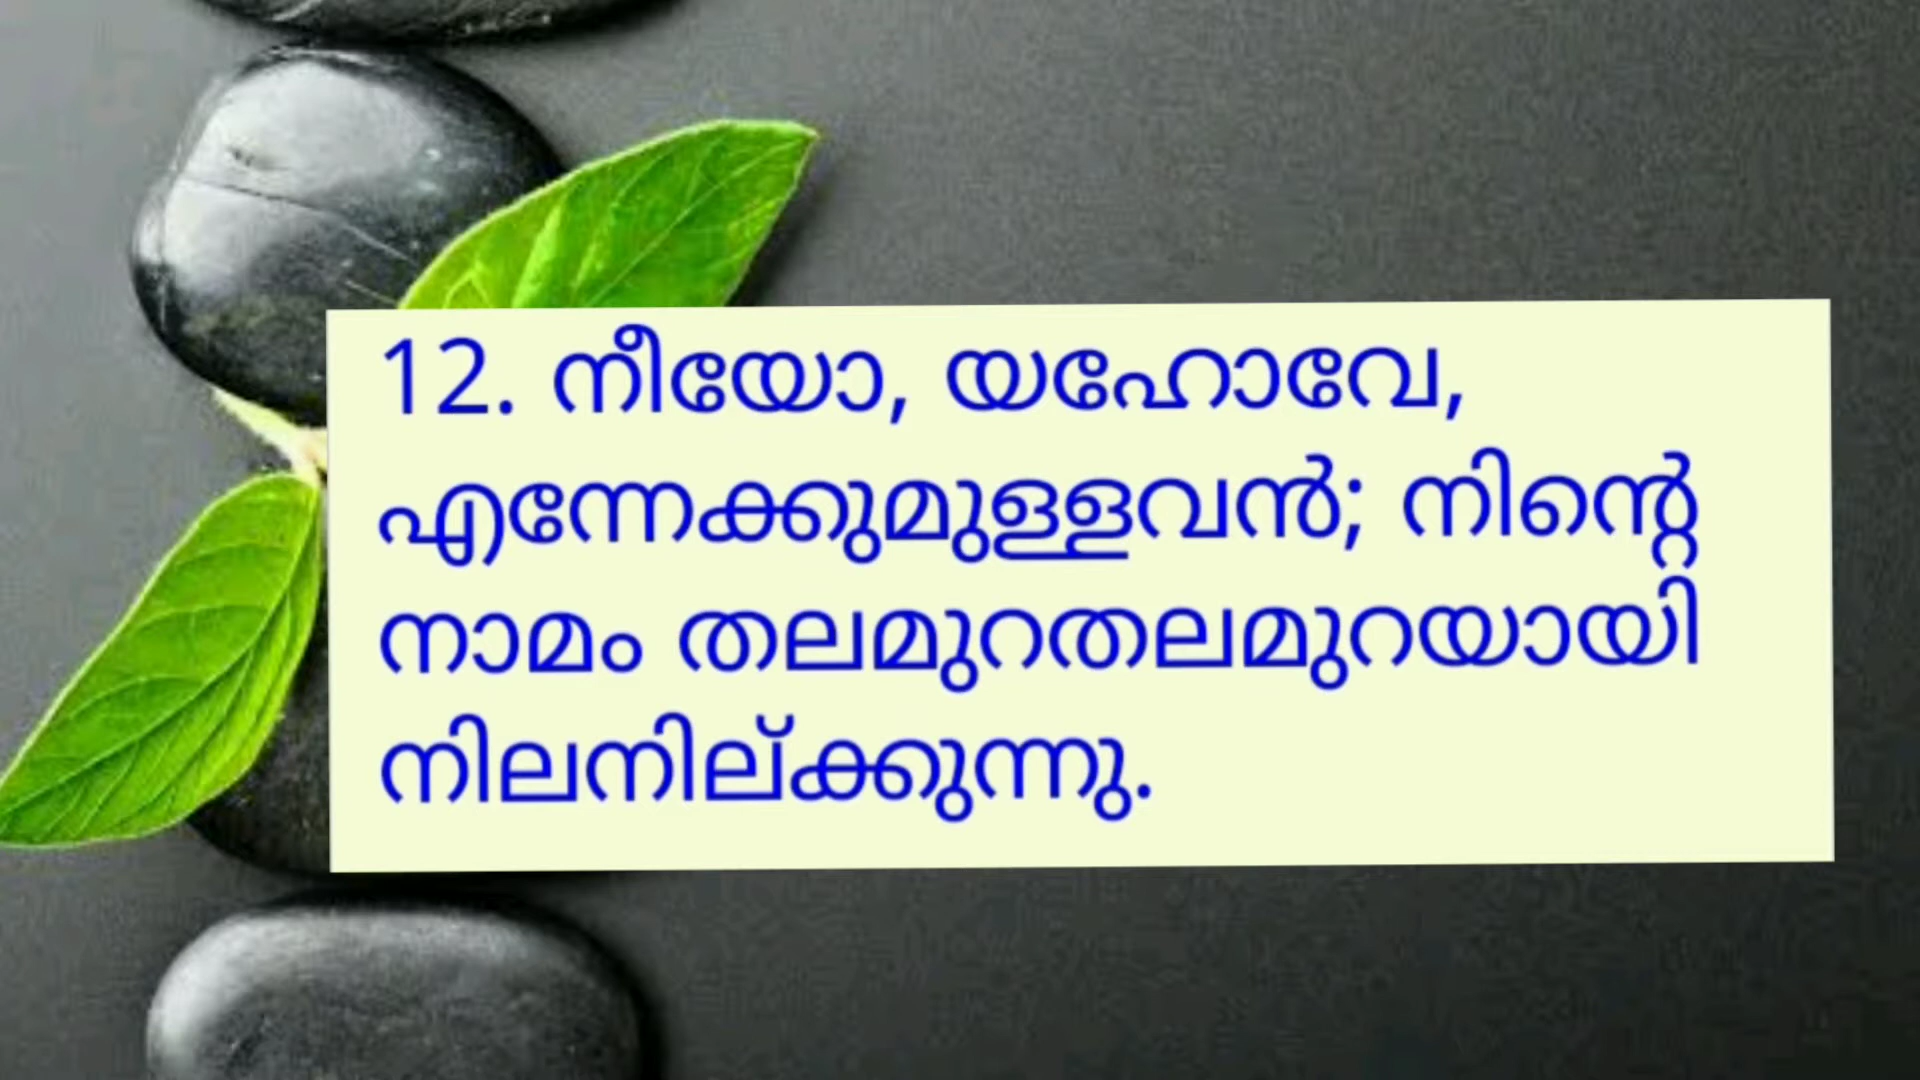 12. നീയോ, യഹോവേ,
എന്നേക്കുമുള്ളവൻ; നിന്റെ
നാമം തലമുറതലമുറയായി
നിലനില്ക്കുന്നു.